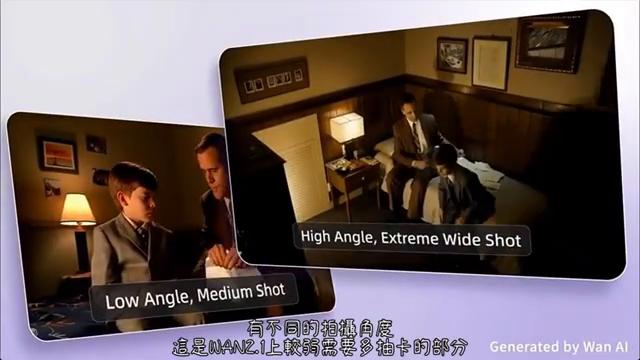 High Angle, Extreme Wide Shot
Low Angle, Medium Shot
有不同的拍攝角度
這是WAN2.1上較弱需要多抽卡的部分
Generated by Wan AI